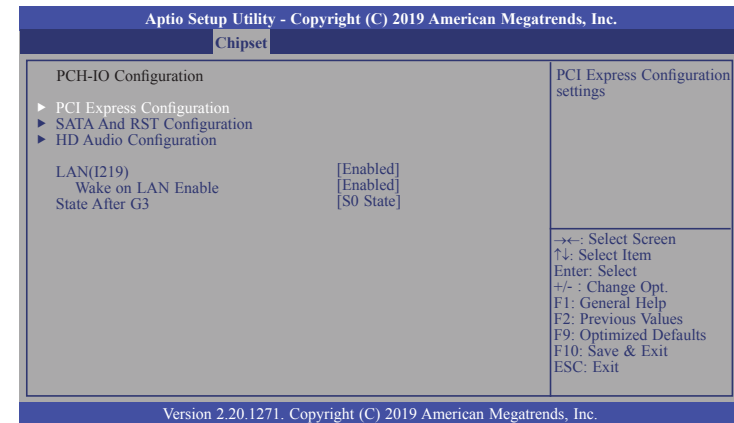 Aptio Setup Utility - Copyright (C) 2019 American Megatrends, Inc.
Chipset
PCH-IO Configuration
► PCI Express Configuration
► SATA And RST Configuration
► HD Audio Configuration
LAN(I219) [Enabled]
Wake on LAN Enable [Enabled]
State After G3 [S0 State]
PCI Express Configuration
settings
→←: Select Screen
↑↓: Select Item
Enter: Select
+/- : Change Opt.
F1: General Help
F2: Previous Values
F9: Optimized Defaults
F10: Save & Exit
ESC: Exit
Version 2.20.1271. Copyright (C) 2019 American Megatrends, Inc.